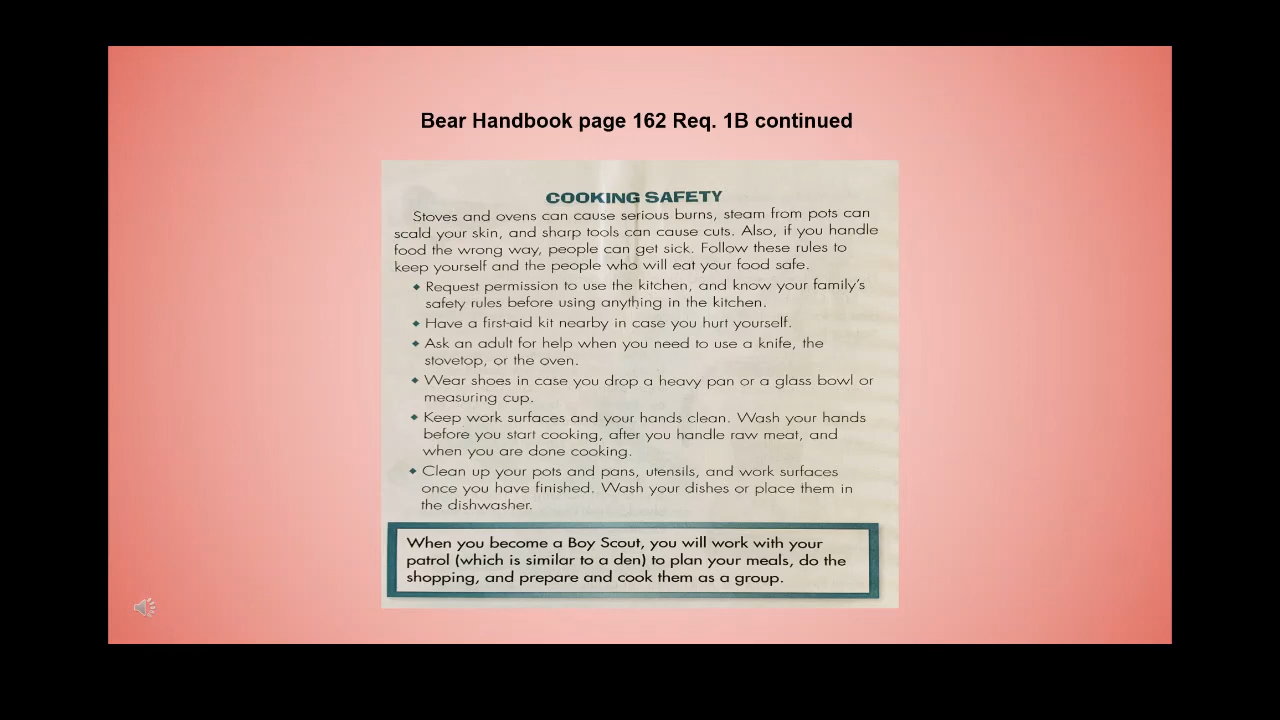 Bear Handbook page 162 Req. 1B continued
COOKING SAFETY
Stoves and ovens can cause serious burns, steam from pots can
scald your skin, and sharp tools can cause cuts. Also, if you handle
food the wrong way, people can get sick. Follow these rules to
keep yourself and the people who will eat your food safe.
◆ Request permission to use the kitchen, and know your family's
safety rules before using anything in the kitchen.
◆ Have a first-aid kit nearby in case you hurt yourself.
◆ Ask an adult for help when you need to use a knife, the
stovetop, or the oven.
◆ Wear shoes in case you drop a heavy pan or a glass bowl or
measuring cup.
◆ Keep work surfaces and your hands clean. Wash your hands
before you start cooking, after you handle raw meat, and
when you are done cooking.
◆ Clean up your pots and pans, utensils, and work surfaces
once you have finished. Wash your dishes or place them in
the dishwasher.
When you become a Boy Scout, you will work with your
patrol (which is similar to a den) to plan your meals, do the
shopping, and prepare and cook them as a group.